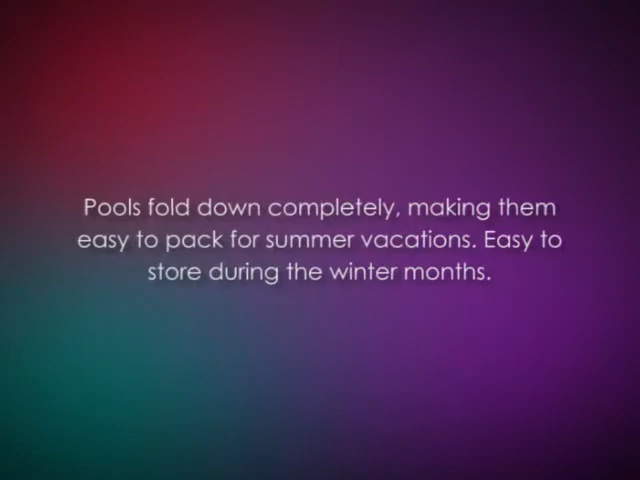 Pools fold down completely, making them
easy to pack for summer vacations. Easy to
store during the winter months.